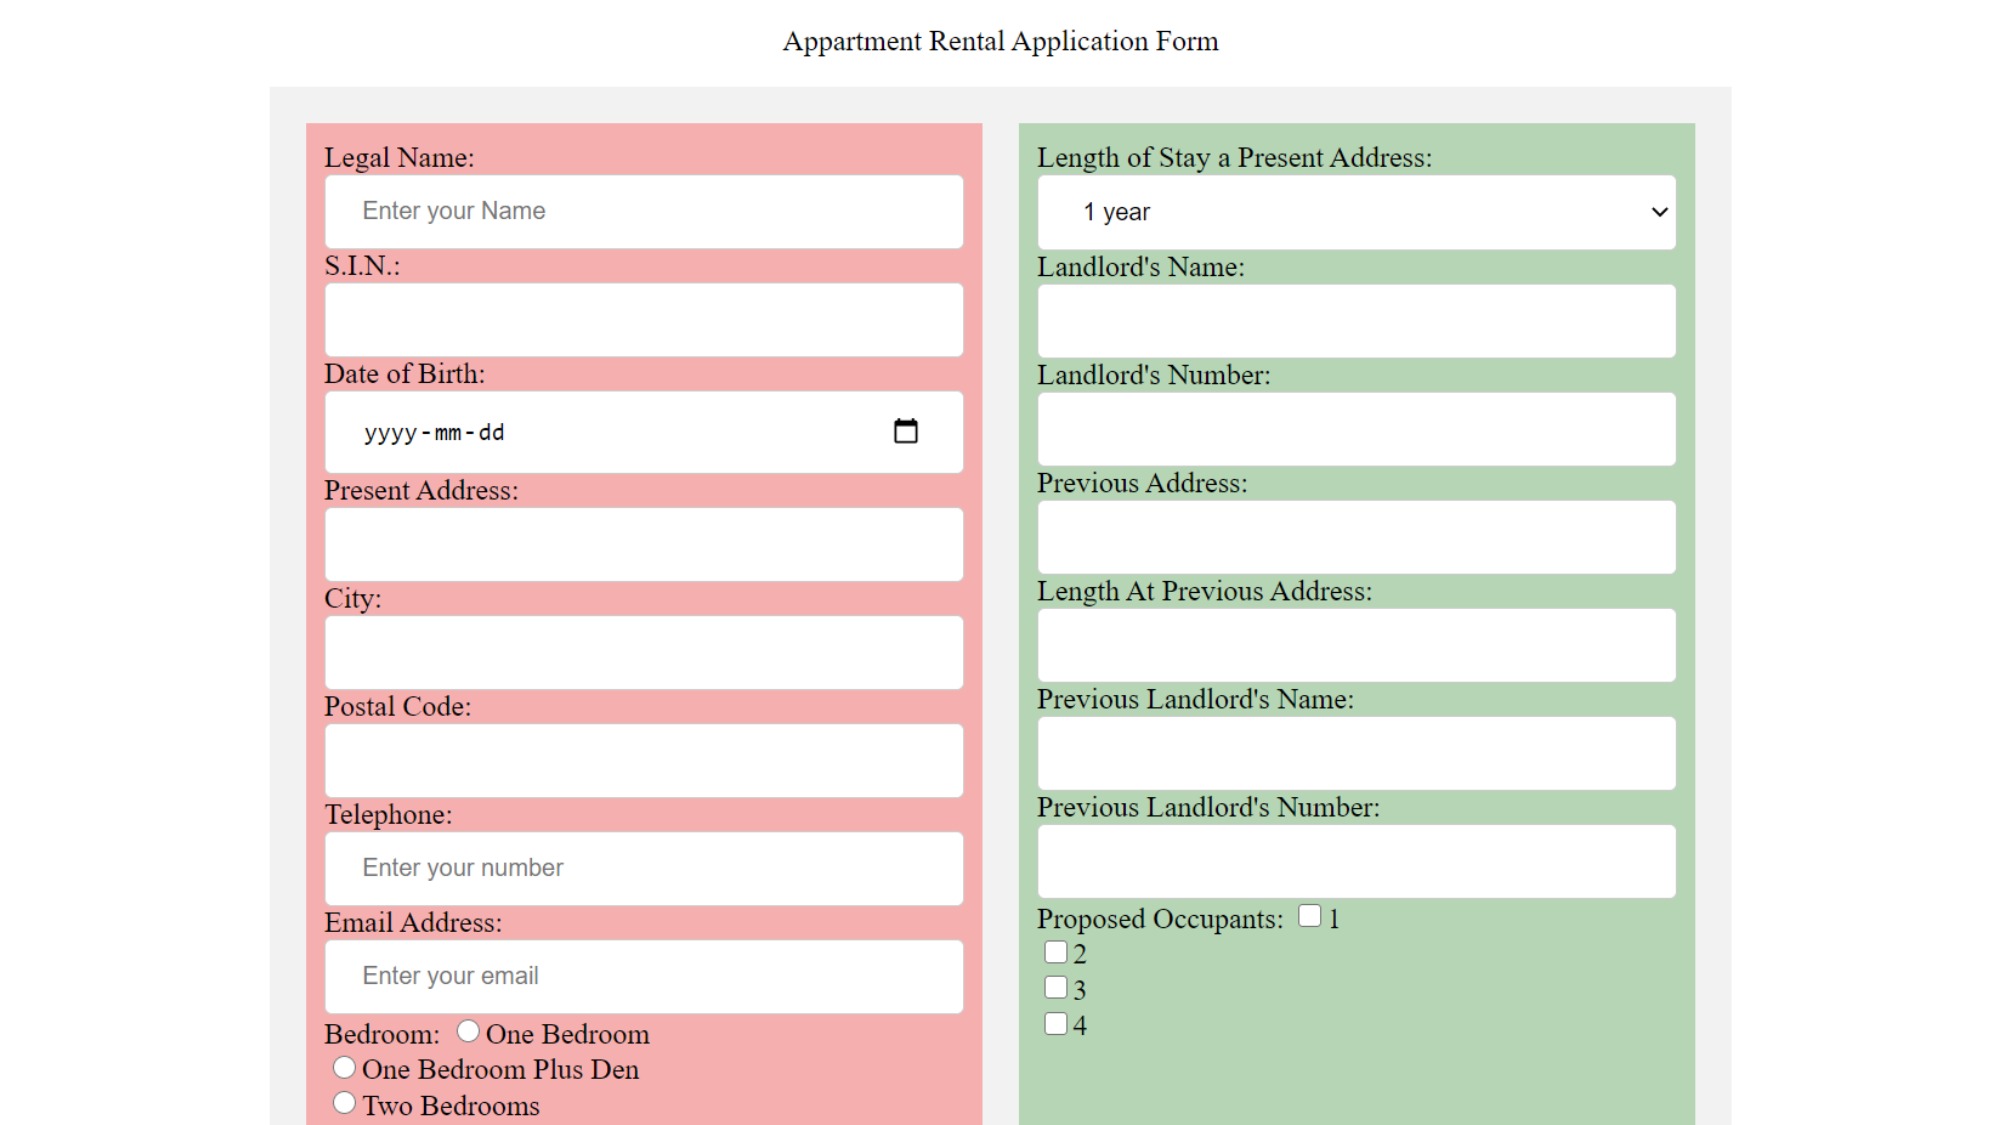 Appartment Rental Application Form
Legal Name:
Enter your Name
S.I.N.:
Date of Birth:
yyyy-mm-dd
Present Address:
City:
Postal Code:
Telephone:
Enter your number
Email Address:
Enter your email
Bedroom: One Bedroom
One Bedroom Plus Den
Two Bedrooms
Length of Stay a Present Address:
1 year
Landlord's Name:
Landlord's Number:
Previous Address:
Length At Previous Address:
Previous Landlord's Name:
Previous Landlord's Number:
Proposed Occupants: 1
2
3
4